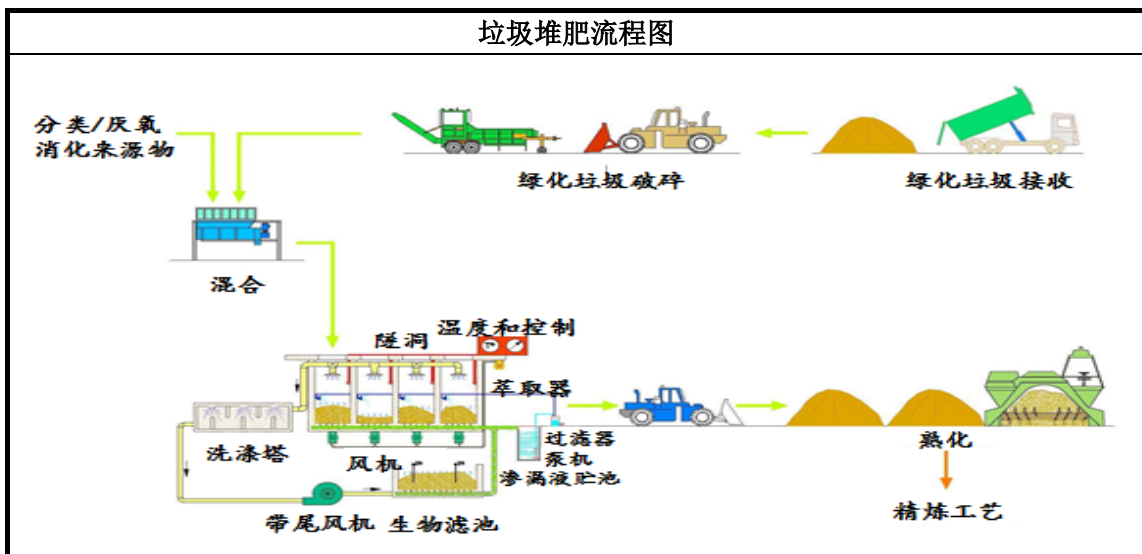 垃圾堆肥流程图
分类/厌氧
消化来源物
绿化垃圾破碎
绿化垃圾接收
混合
隧洞
温度和控制
萃取器
洗涤塔
风机
过滤器
泵机
渗漏液贮池
熟化
带尾风机
生物滤池
精炼工艺